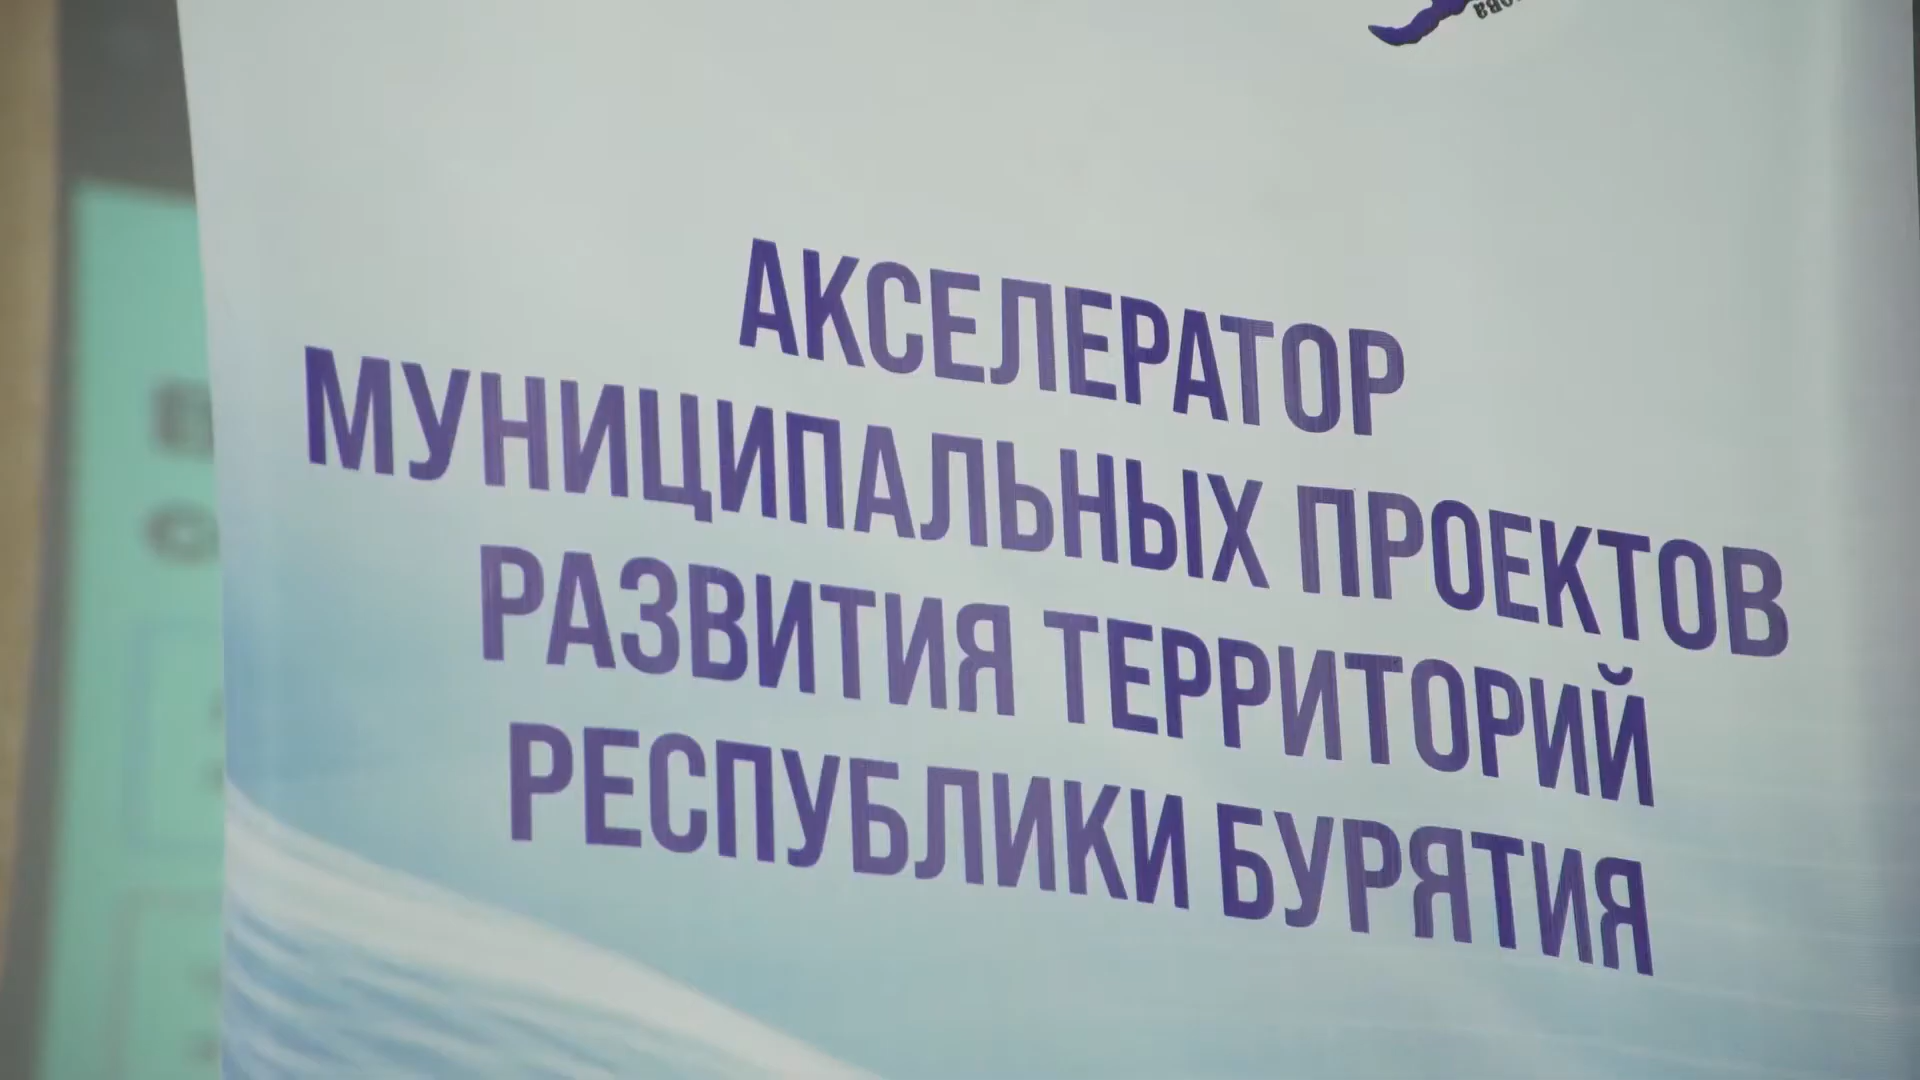 АКСЕЛЕРАТОР
МУНИЦИПАЛЬНЫХ ПРОЕКТОВ
РАЗВИТИЯ ТЕРРИТОРИЙ
РЕСПУБЛИКИ БУРЯТИЯ